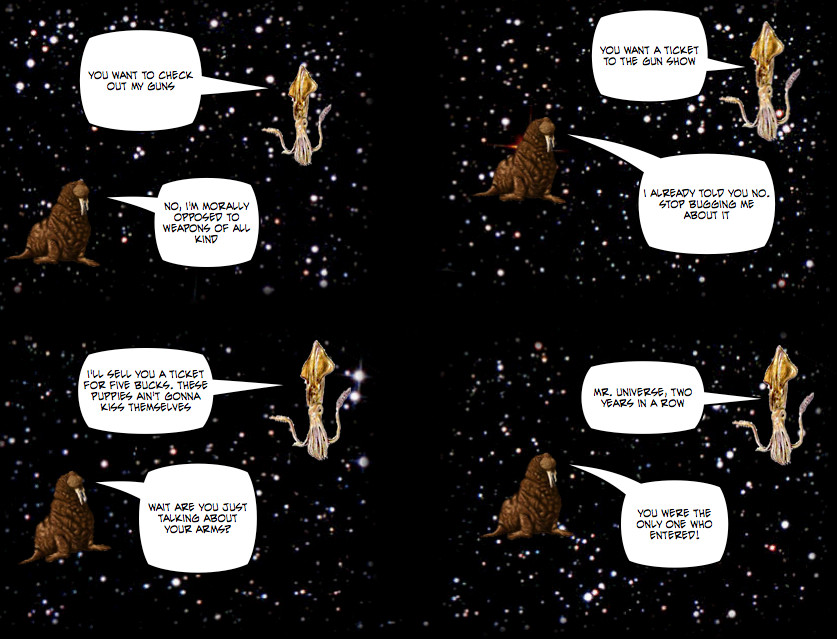 YOU WANT TO CHECK
OUT MY GUNS
NO, I'M MORALLY
OPPOSED TO
WEAPONS OF ALL
KIND
YOU WANT A TICKET
TO THE GUN SHOW
I ALREADY TOLD YOU NO.
STOP BUGGING ME
ABOUT IT
I'LL SELL YOU A TICKET
FOR FIVE BUCKS. THESE
PUPPIES AIN'T GONNA
KISS THEMSELVES
WAIT ARE YOU JUST
TALKING ABOUT
YOUR ARMS?
MR. UNIVERSE, TWO
YEARS IN A ROW
YOU WERE THE
ONLY ONE WHO
ENTERED!